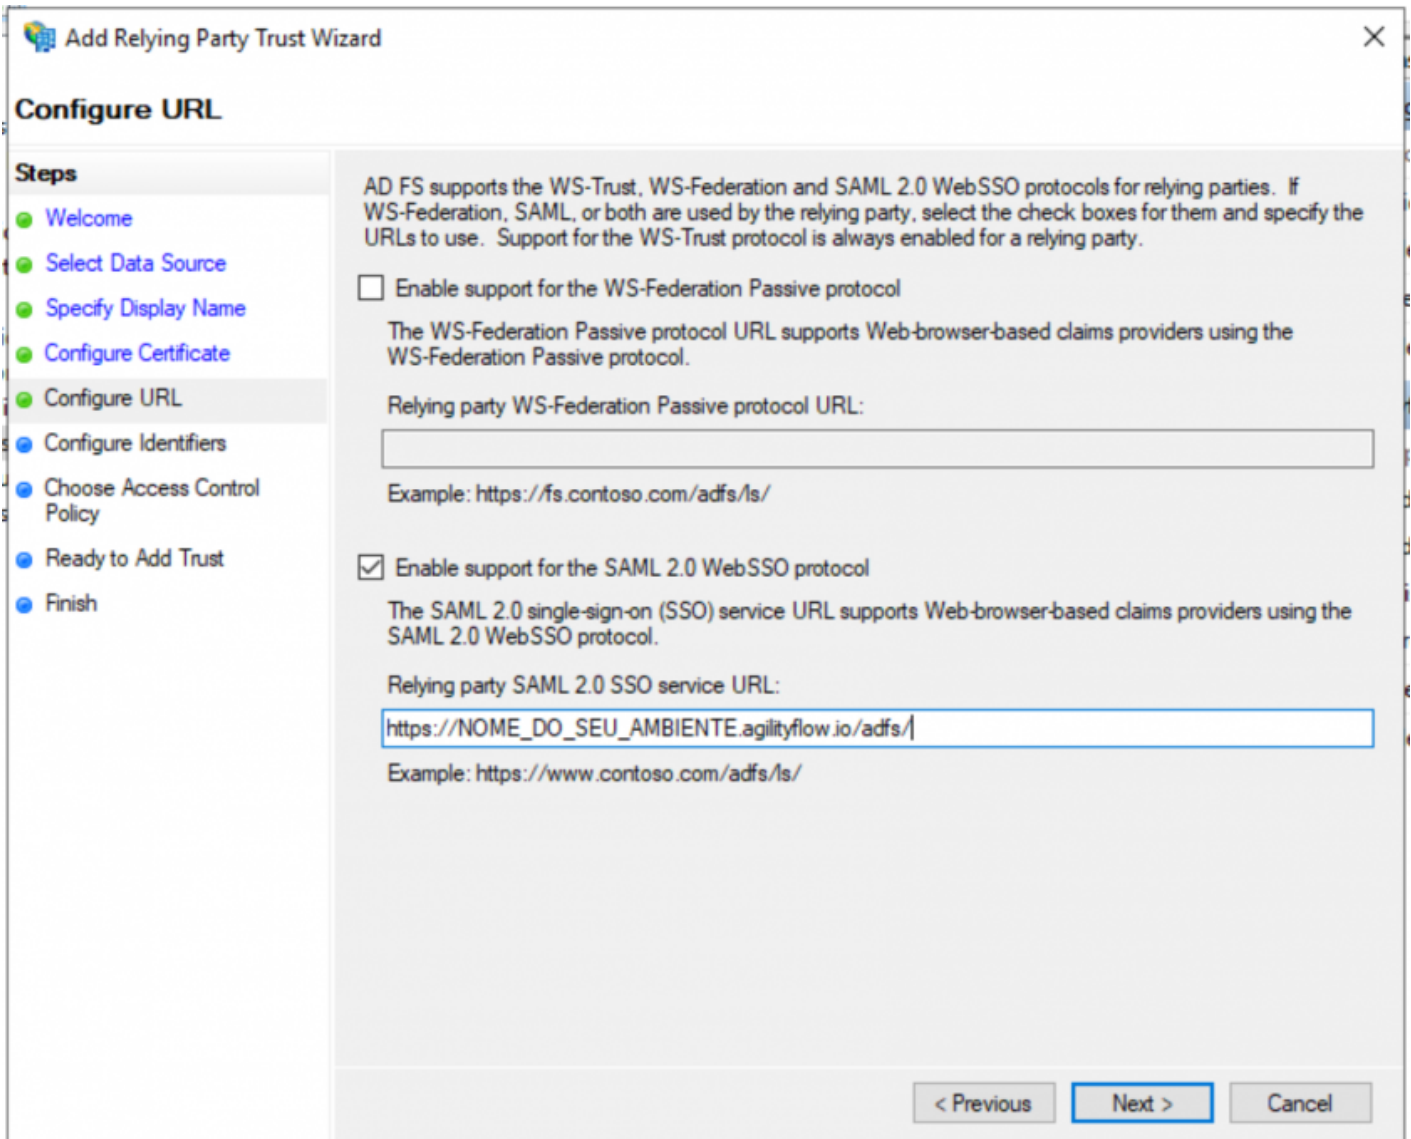 Add Relying Party Trust Wizard
Configure URL
Steps
Welcome
Select Data Source
Specify Display Name
Configure Certificate
Configure URL
Configure Identifiers
Choose Access Control
Policy
Ready to Add Trust
Finish
AD FS supports the WS-Trust, WS-Federation and SAML 2.0 WebSSO protocols for relying parties.  If
WS-Federation, SAML, or both are used by the relying party, select the check boxes for them and specify the
URLs to use.  Support for the WS-Trust protocol is always enabled for a relying party.
Enable support for the WS-Federation Passive protocol
The WS-Federation Passive protocol URL supports Web-browser-based claims providers using the
WS-Federation Passive protocol.
Relying party WS-Federation Passive protocol URL:
Example: https://fs.contoso.com/adfs/ls/
Enable support for the SAML 2.0 WebSSO protocol
The SAML 2.0 single-sign-on (SSO) service URL supports Web-browser-based claims providers using the
SAML 2.0 WebSSO protocol.
Relying party SAML 2.0 SSO service URL:
https://NOME_DO_SEU_AMBIENTE.agilityflow.io/adfs/
Example: https://www.contoso.com/adfs/ls/
< Previous
Next >
Cancel